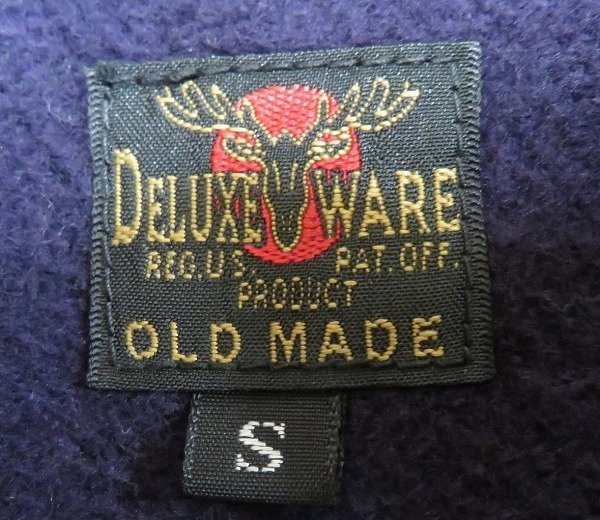 DELUXE WARE
REG.U.S. PAT.OFF.
PRODUCT
OLD MADE
S